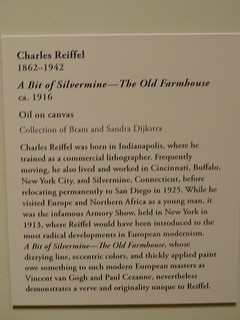 Charles Reiffel
1862–1942
A Bit of Silvermine—The Old Farmhouse
ca. 1916
Oil on canvas
Collection of Bram and Sandra Dijkstra
Charles Reiffel was born in Indianapolis, where he
trained as a commercial lithographer. Frequently
moving, he also lived and worked in Cincinnati, Buffalo,
New York City, and Silvermine, Connecticut, before
relocating permanently to San Diego in 1925. While he
visited Europe and Northern Africa as a young man, it
was the infamous Armory Show, held in New York in
1913, where Reiffel would have been introduced to the
most radical developments in European modernism.
A Bit of Silvermine—The Old Farmhouse, whose
dizzying line, eccentric colors, and thickly applied paint
owe something to such modern European masters as
Vincent van Gogh and Paul Cezanne, nevertheless
demonstrates a verve and originality unique to Reiffel.